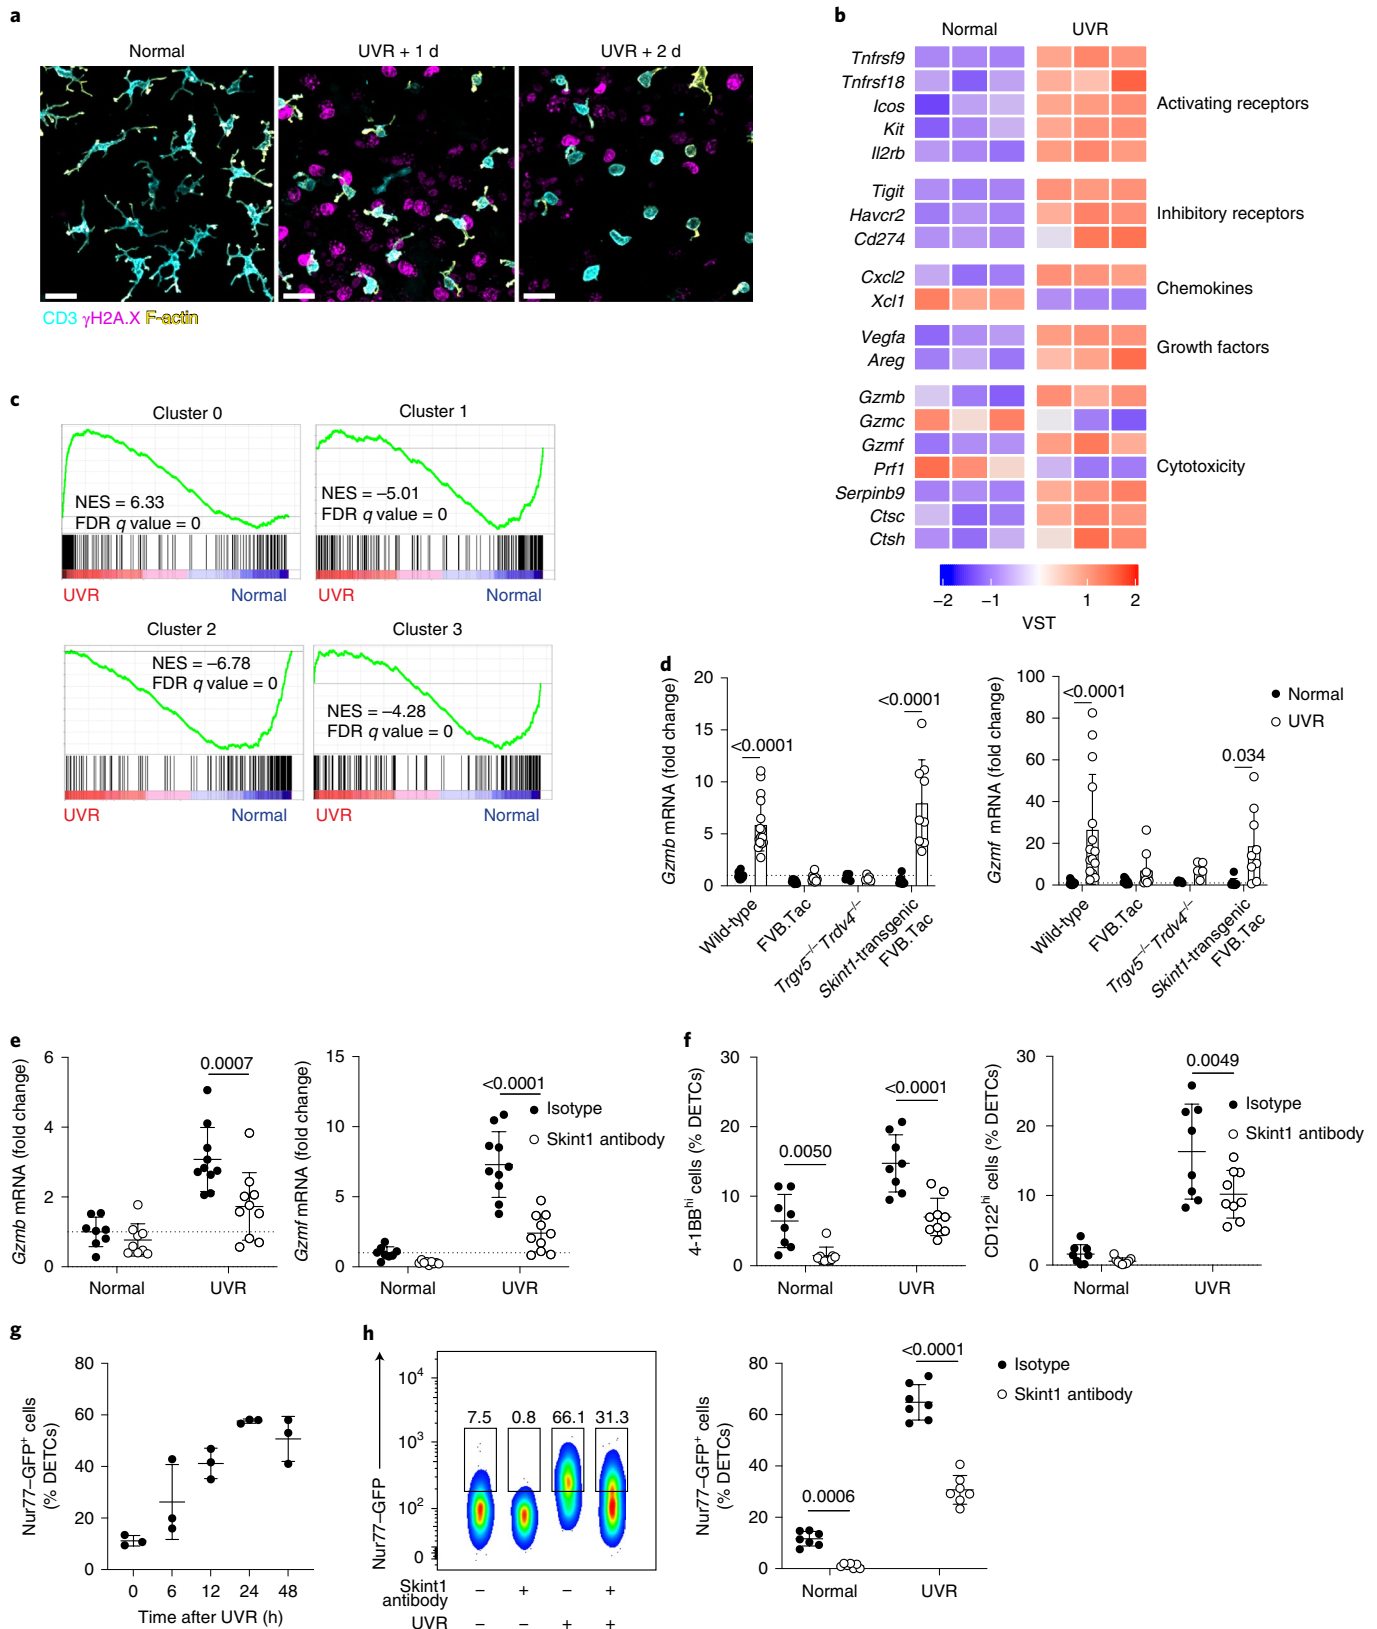 a
Normal
UVR + 1 d
UVR + 2 d
CD3 γH2A.X F-actin
b
Normal UVR
Tnfrsf9
Tnfrsf18
Icos
Kit
Il2rb
Activating receptors
Tigit
Havcr2
Cd274
Inhibitory receptors
Cxcl2
Xcl1
Chemokines
Vegfa
Areg
Growth factors
Gzmb
Gzmc
Gzmf
Prf1
Serpinb9
Ctsc
Ctsh
Cytotoxicity
−2 −1 1 2
VST
c
Cluster 0
NES = 6.33
FDR q value = 0
UVR Normal
Cluster 1
NES = −5.01
FDR q value = 0
UVR Normal
Cluster 2
NES = −6.78
FDR q value = 0
UVR Normal
Cluster 3
NES = −4.28
FDR q value = 0
UVR Normal
d
Gzmb mRNA (fold change)
20
15
10
5
0
<0.0001
<0.0001
Wild-type
FVB.Tac
Trgv5−/−Trdv4−/−
Skint1-transgenic
FVB.Tac
Gzmf mRNA (fold change)
100
80
60
40
20
0
<0.0001
0.034
Wild-type
FVB.Tac
Trgv5−/−Trdv4−/−
Skint1-transgenic
FVB.Tac
Normal
UVR
e
Gzmb mRNA (fold change)
6
4
2
0
0.0007
Normal UVR
Gzmf mRNA (fold change)
15
10
5
0
<0.0001
Normal UVR
Isotype
Skint1 antibody
f
4-1BBhi cells (% DETCs)
30
20
10
0
0.0050
<0.0001
Normal UVR
CD122hi cells (% DETCs)
30
20
10
0
0.0049
Normal UVR
Isotype
Skint1 antibody
g
Nur77–GFP+ cells
(% DETCs)
80
60
40
20
0
0 6 12 24 48
Time after UVR (h)
h
Nur77–GFP
10⁴
10³
10²
0
7.5 0.8 66.1 31.3
Skint1
antibody
− + − +
UVR − − + +
Nur77–GFP+ cells
(% DETCs)
80
60
40
20
0
0.0006
<0.0001
Normal UVR
Isotype
Skint1 antibody